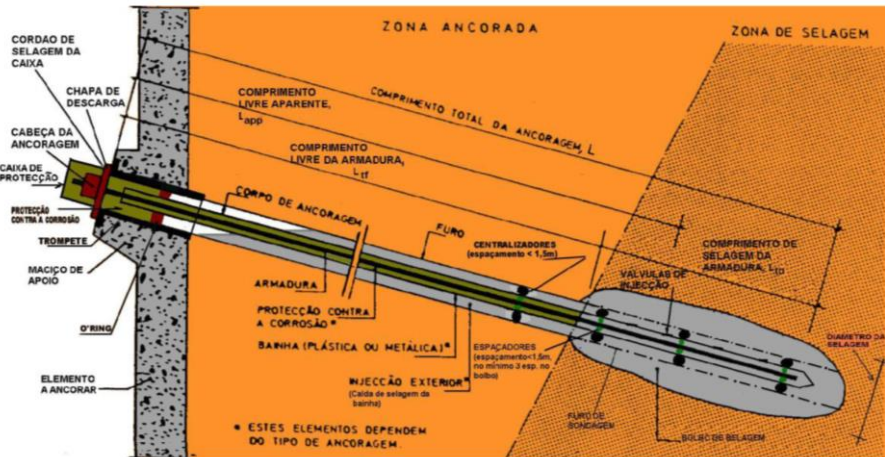 ZONA ANCORADA
ZONA DE SELAGEM
CORDAO DE
SELAGEM DA
CAIXA
CHAPA DE
DESCARGA
CABEÇA DA
ANCORAGEM
CAIXA DE
PROTECÇÃO
PROTECÇÃO
CONTRA A CORROSÃO
TROMPETE
MACIÇO DE
APOIO
O'RING
ELEMENTO
A ANCORAR
COMPRIMENTO TOTAL DA ANCORAGEM, L
COMPRIMENTO
LIVRE APARENTE,
Lapp
COMPRIMENTO
LIVRE DA ARMADURA,
Ltf
CORPO DE ANCORAGEM
FURO
CENTRALIZADORES
(espaçamento < 1,5m)
COMPRIMENTO DE
SELAGEM DA
ARMADURA, Ltb
VÁLVULAS DE
INJECÇÃO
ARMADURA
PROTECÇÃO CONTRA
A CORROSÃO *
BAINHA (PLÁSTICA OU METÁLICA) *
INJECÇÃO EXTERIOR *
(Calda de selagem da
bainha)
ESPAÇADORES
(espaçamento<1,5m,
no mínimo 3 esp. no
bolbo)
DIAMETRO DA
SELAGEM
FURO DE
SONDAGEM
BOLBO DE SELAGEM
* ESTES ELEMENTOS DEPENDEM
DO TIPO DE ANCORAGEM.